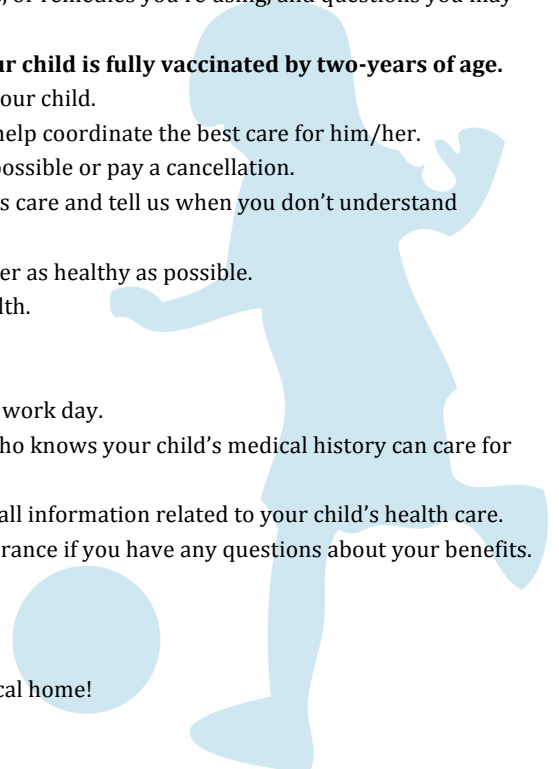 or remedies you're using, and questions you may
ur child is fully vaccinated by two-years of age.
our child.
help coordinate the best care for him/her.
possible or pay a cancellation.
s care and tell us when you don't understand
er as healthy as possible.
lth.
work day.
ho knows your child's medical history can care for
all information related to your child's health care.
rance if you have any questions about your benefits.
cal home!